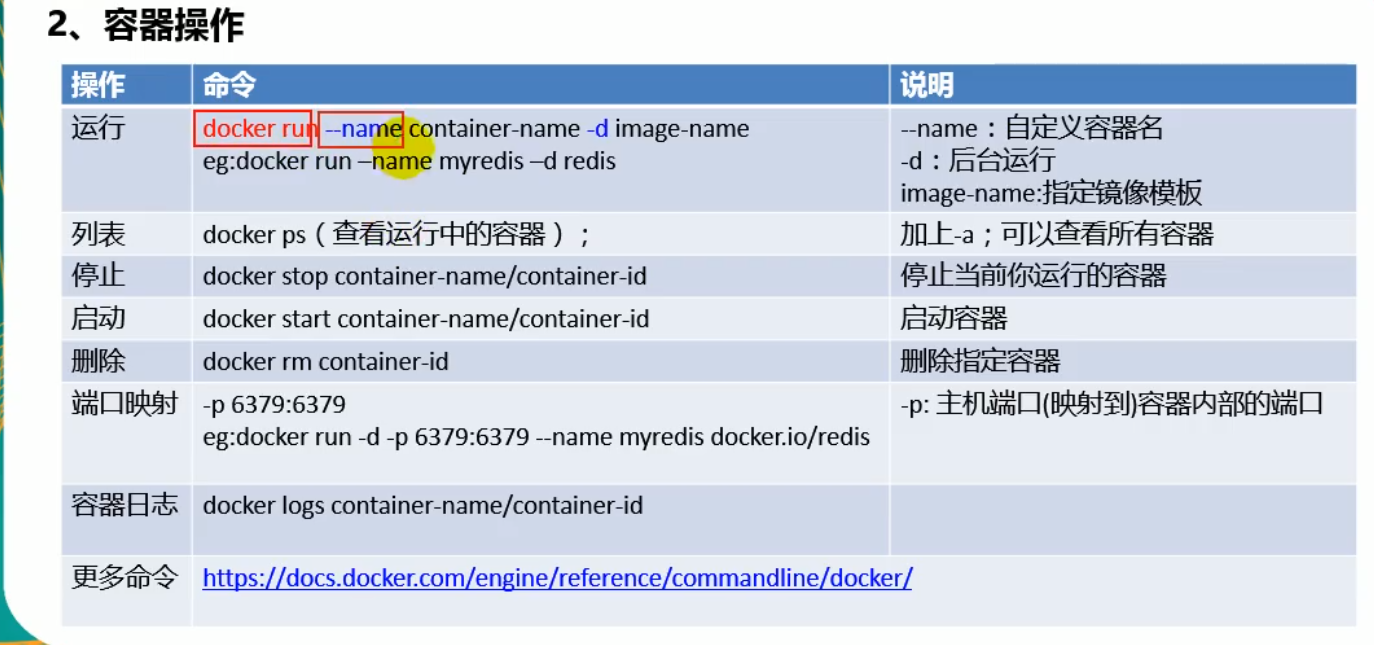 2、容器操作
操作 命令 说明
运行 docker run --name container-name -d image-name --name：自定义容器名
eg:docker run –name myredis –d redis -d：后台运行
image-name:指定镜像模板
列表 docker ps（查看运行中的容器）； 加上-a；可以查看所有容器
停止 docker stop container-name/container-id 停止当前你运行的容器
启动 docker start container-name/container-id 启动容器
删除 docker rm container-id 删除指定容器
端口映射 -p 6379:6379 -p: 主机端口(映射到)容器内部的端口
eg:docker run -d -p 6379:6379 --name myredis docker.io/redis
容器日志 docker logs container-name/container-id
更多命令 https://docs.docker.com/engine/reference/commandline/docker/